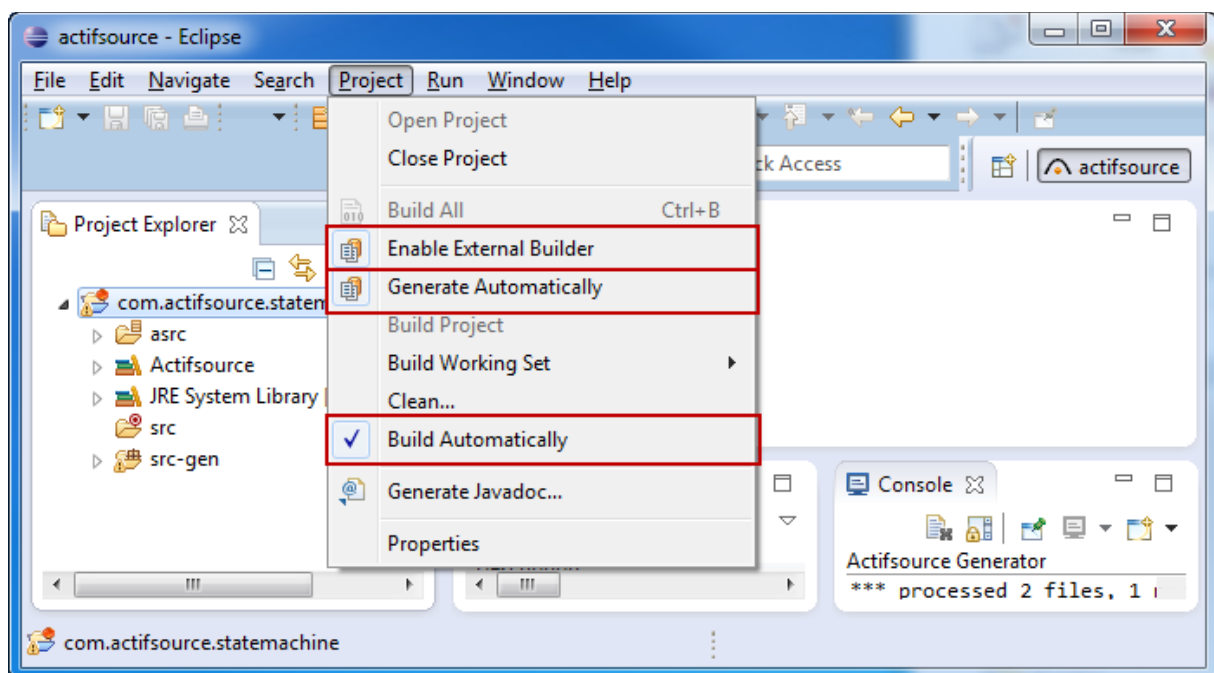 actifsource - Eclipse
File Edit Navigate Search Project Run Window Help
Open Project
Close Project
ck Access
actifsource
Project Explorer
010
Build All Ctrl+B
Enable External Builder
Generate Automatically
com.actifsource.statem
Build Project
asrc
Build Working Set
Actifsource
JRE System Library
Clean...
src
Build Automatically
src-gen
Generate Javadoc...
Console
Properties
Actifsource Generator
*** processed 2 files, 1
com.actifsource.statemachine